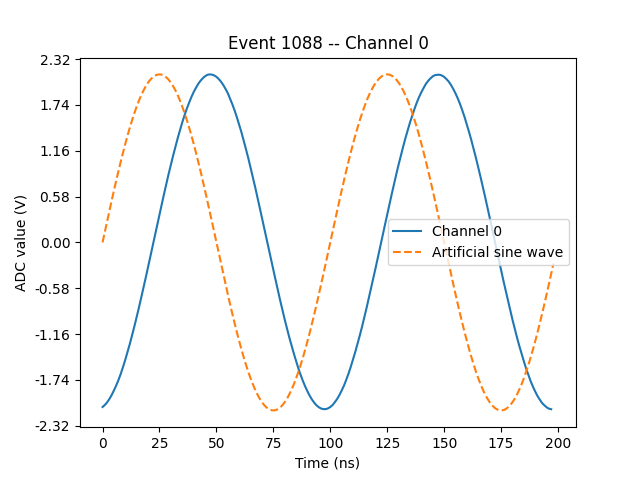 Event 1088 -- Channel 0
ADC value (V)
2.32
1.74
1.16
0.58
0.00
-0.58
-1.16
-1.74
-2.32
Channel 0
Artificial sine wave
0 25 50 75 100 125 150 175 200
Time (ns)